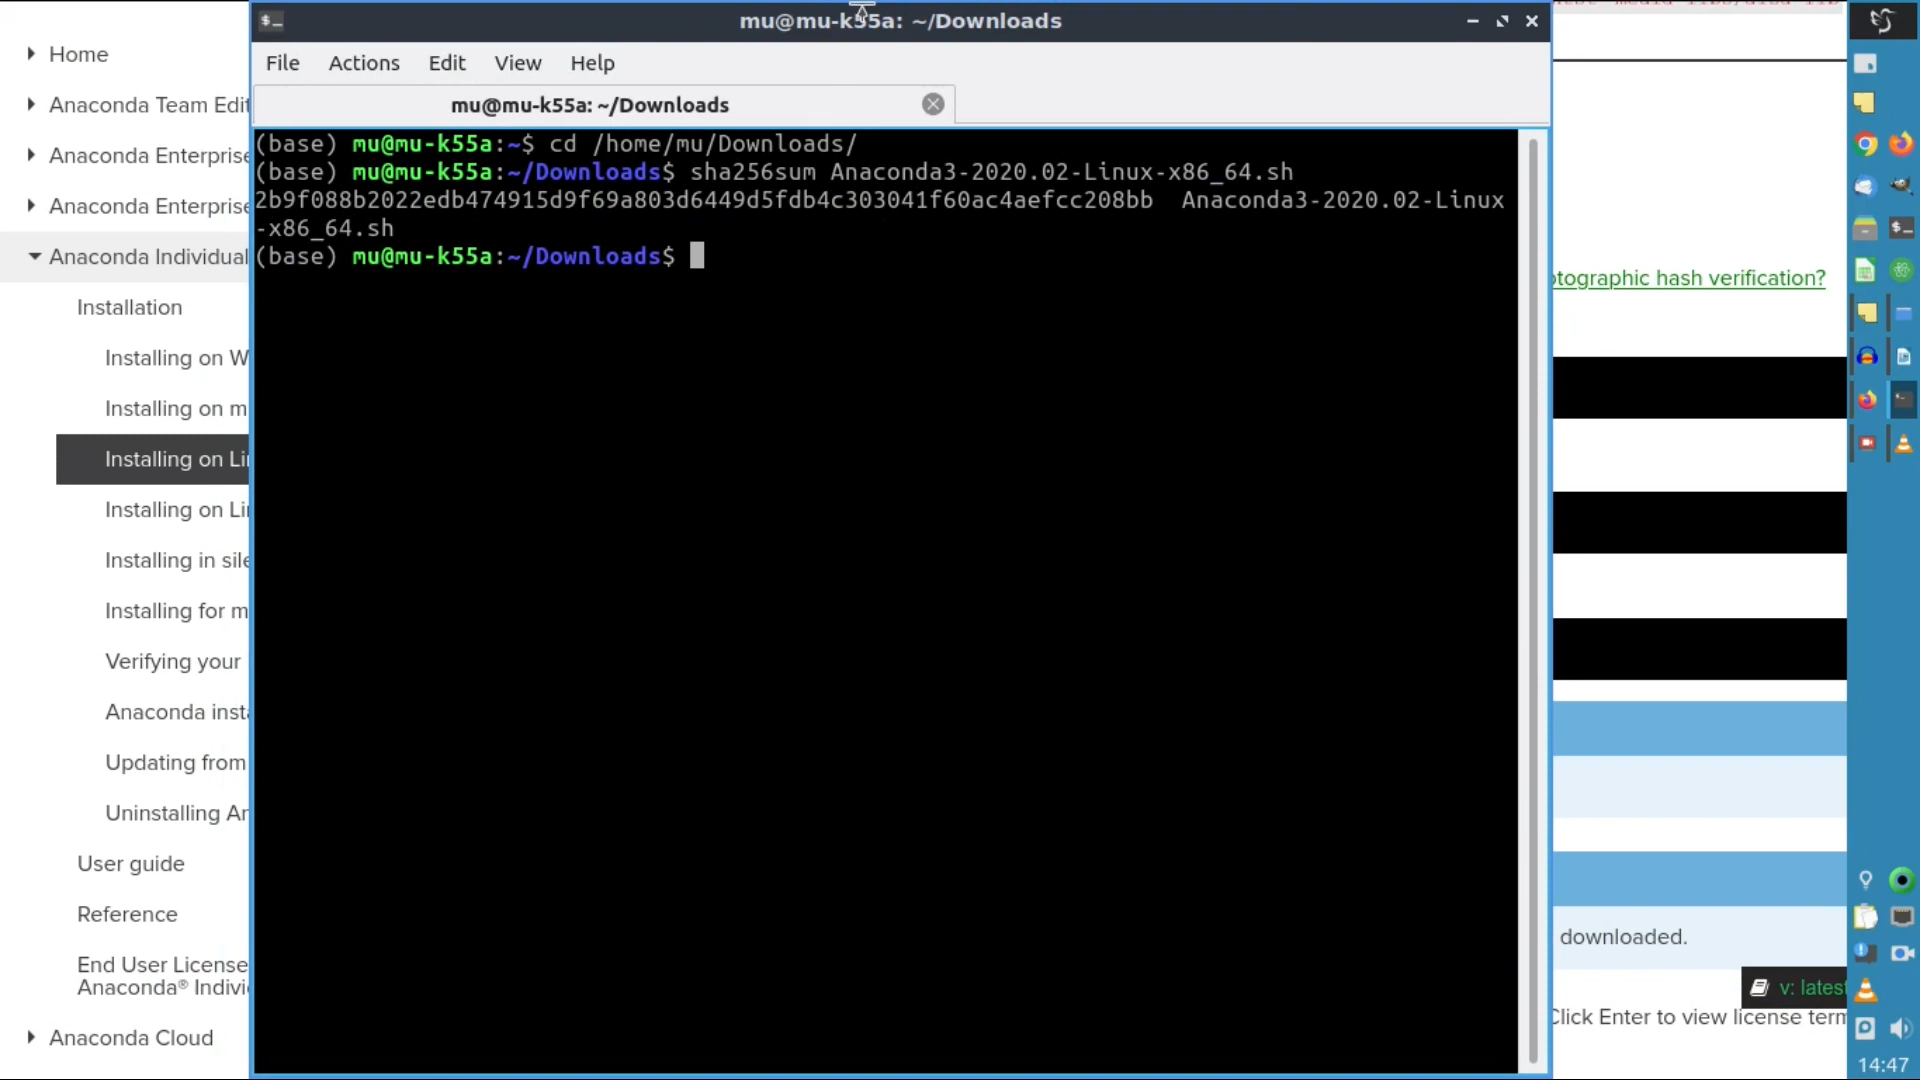 mu@mu-k55a: ~/Downloads
File Actions Edit View Help
mu@mu-k55a: ~/Downloads
(base) mu@mu-k55a:~$ cd /home/mu/Downloads/
(base) mu@mu-k55a:~/Downloads$ sha256sum Anaconda3-2020.02-Linux-x86_64.sh
2b9f088b2022edb474915d9f69a803d6449d5fdb4c303041f60ac4aefcc208bb  Anaconda3-2020.02-Linux
-x86_64.sh
(base) mu@mu-k55a:~/Downloads$
Home
Anaconda Team Edit
Anaconda Enterprise
Anaconda Enterprise
Anaconda Individual
Installation
Installing on W
Installing on m
Installing on Li
Installing on Li
Installing in sile
Installing for m
Verifying your
Anaconda insta
Updating from
Uninstalling Ar
User guide
Reference
End User License
Anaconda® Indivi
Anaconda Cloud
ptographic hash verification?
downloaded.
v: latest
Click Enter to view license term
14:47